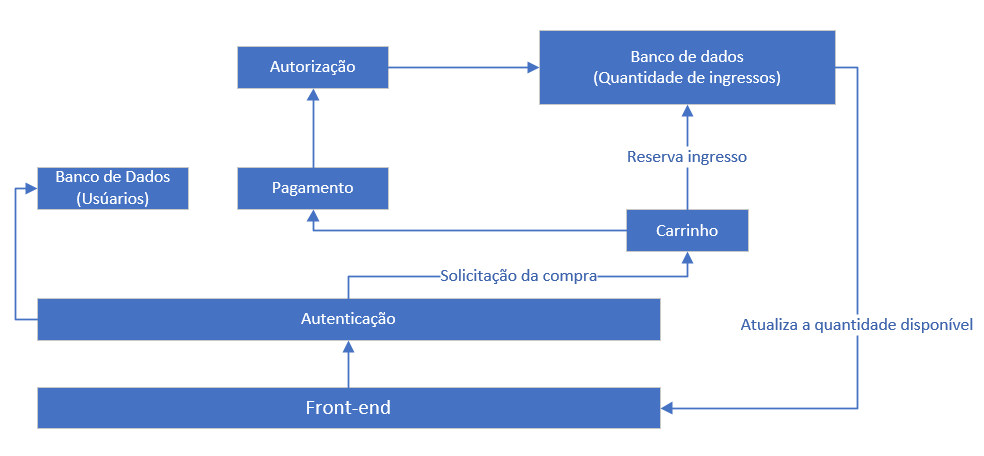 Autorização
Banco de dados
(Quantidade de ingressos)
Reserva ingresso
Banco de Dados
(Usúarios)
Pagamento
Carrinho
Solicitação da compra
Autenticação
Atualiza a quantidade disponível
Front-end